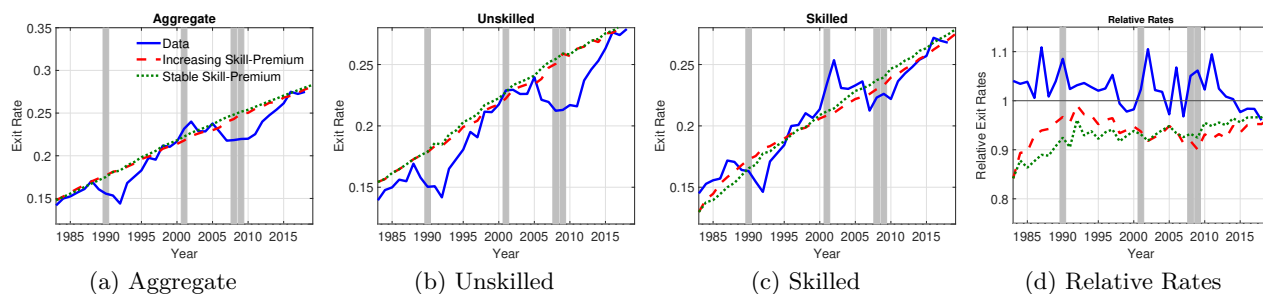 Aggregate
0.35
0.3
0.25
0.2
0.15
Exit Rate
Data
Increasing Skill-Premium
Stable Skill-Premium
1985 1990 1995 2000 2005 2010 2015
Year
(a) Aggregate
Unskilled
0.25
0.2
0.15
Exit Rate
1985 1990 1995 2000 2005 2010 2015
Year
(b) Unskilled
Skilled
0.25
0.2
0.15
Exit Rate
1985 1990 1995 2000 2005 2010 2015
Year
(c) Skilled
Relative Rates
1.1
1
0.9
0.8
Relative Exit Rates
1985 1990 1995 2000 2005 2010 2015
Year
(d) Relative Rates